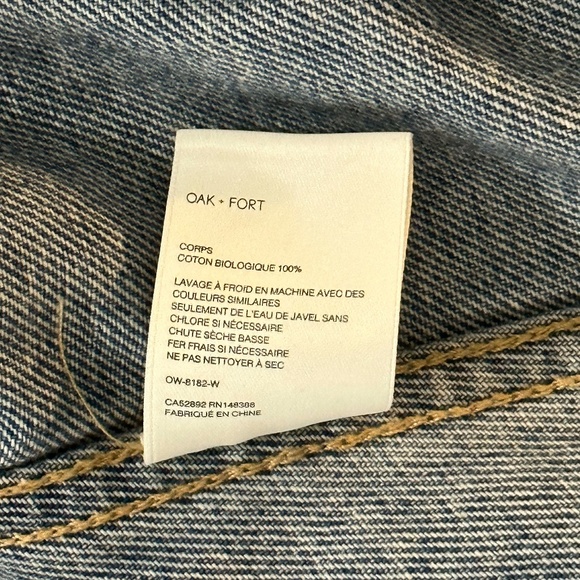 OAK + FORT
CORPS
COTON BIOLOGIQUE 100%
LAVAGE À FROID EN MACHINE AVEC DES
COULEURS SIMILAIRES
SEULEMENT DE L'EAU DE JAVEL SANS
CHLORE SI NÉCESSAIRE
CHUTE SÈCHE BASSE
FER FRAIS SI NÉCESSAIRE
NE PAS NETTOYER À SEC
OW-8182-W
CA52892 RN148388
FABRIQUÉ EN CHINE